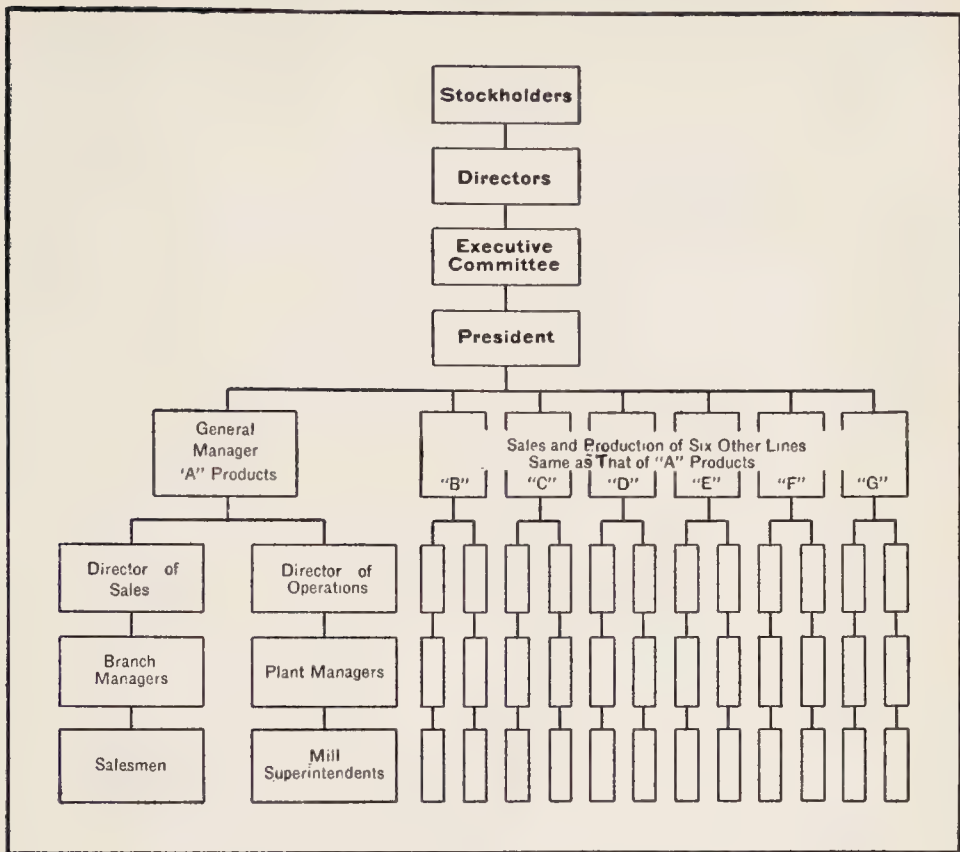 Stockholders
Directors
Executive
Committee
President
General
Manager
'A" Products
Sales and Production of Six Other Lines
Same as That of "A" Products
"B" "C" "D" "E" "F" "G"
Director of
Sales
Director of
Operations
Branch
Managers
Plant Managers
Salesmen
Mill
Superintendents